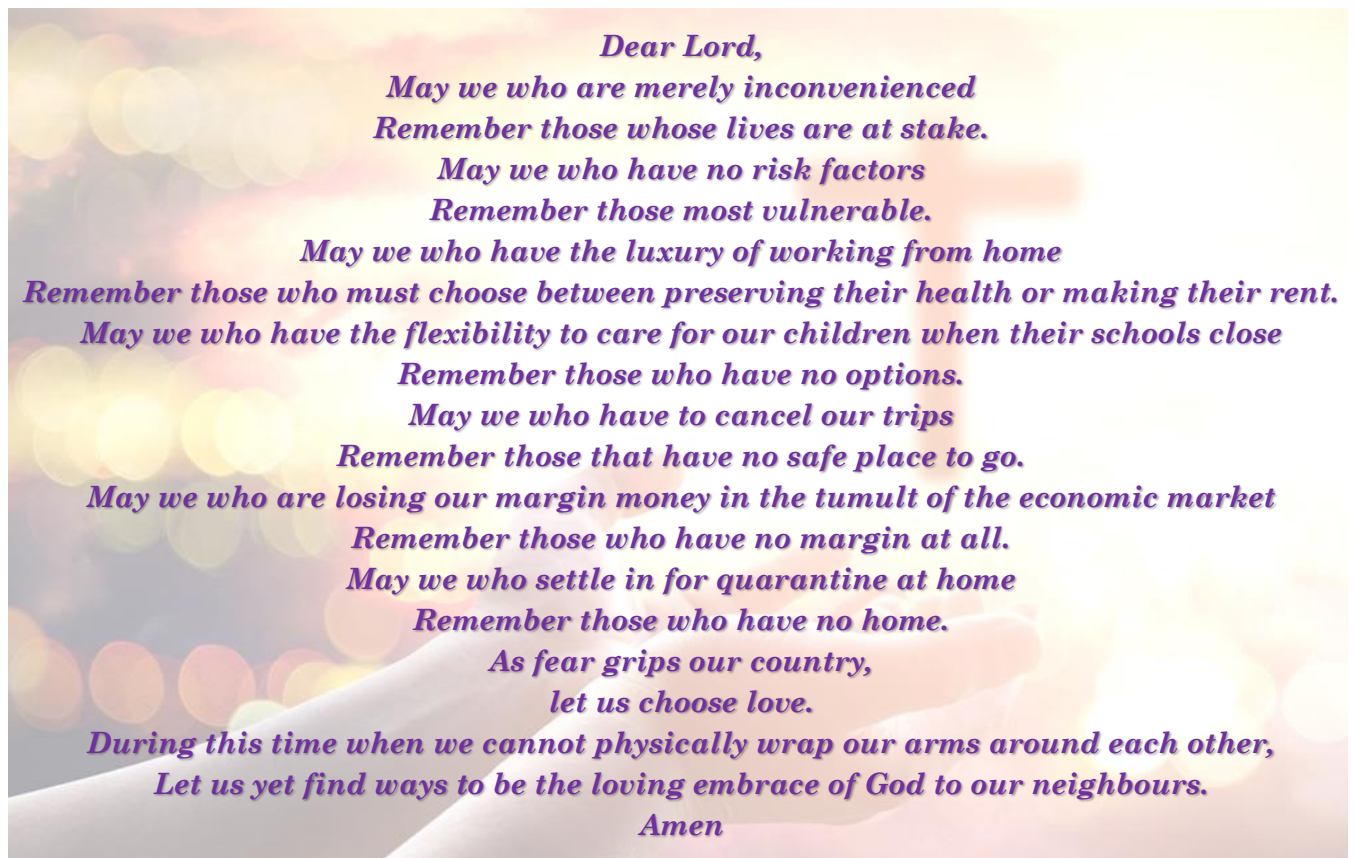 Dear Lord,
May we who are merely inconvenienced
Remember those whose lives are at stake.
May we who have no risk factors
Remember those most vulnerable.
May we who have the luxury of working from home
Remember those who must choose between preserving their health or making their rent.
May we who have the flexibility to care for our children when their schools close
Remember those who have no options.
May we who have to cancel our trips
Remember those that have no safe place to go.
May we who are losing our margin money in the tumult of the economic market
Remember those who have no margin at all.
May we who settle in for quarantine at home
Remember those who have no home.
As fear grips our country,
let us choose love.
During this time when we cannot physically wrap our arms around each other,
Let us yet find ways to be the loving embrace of God to our neighbours.
Amen